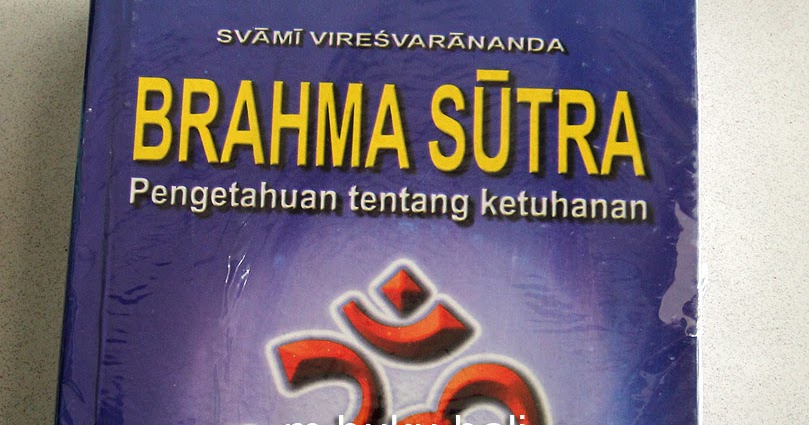 SVĀMĪ VIREŚVARĀNANDA
BRAHMA SŪTRA
Pengetahuan tentang ketuhanan
ॐ